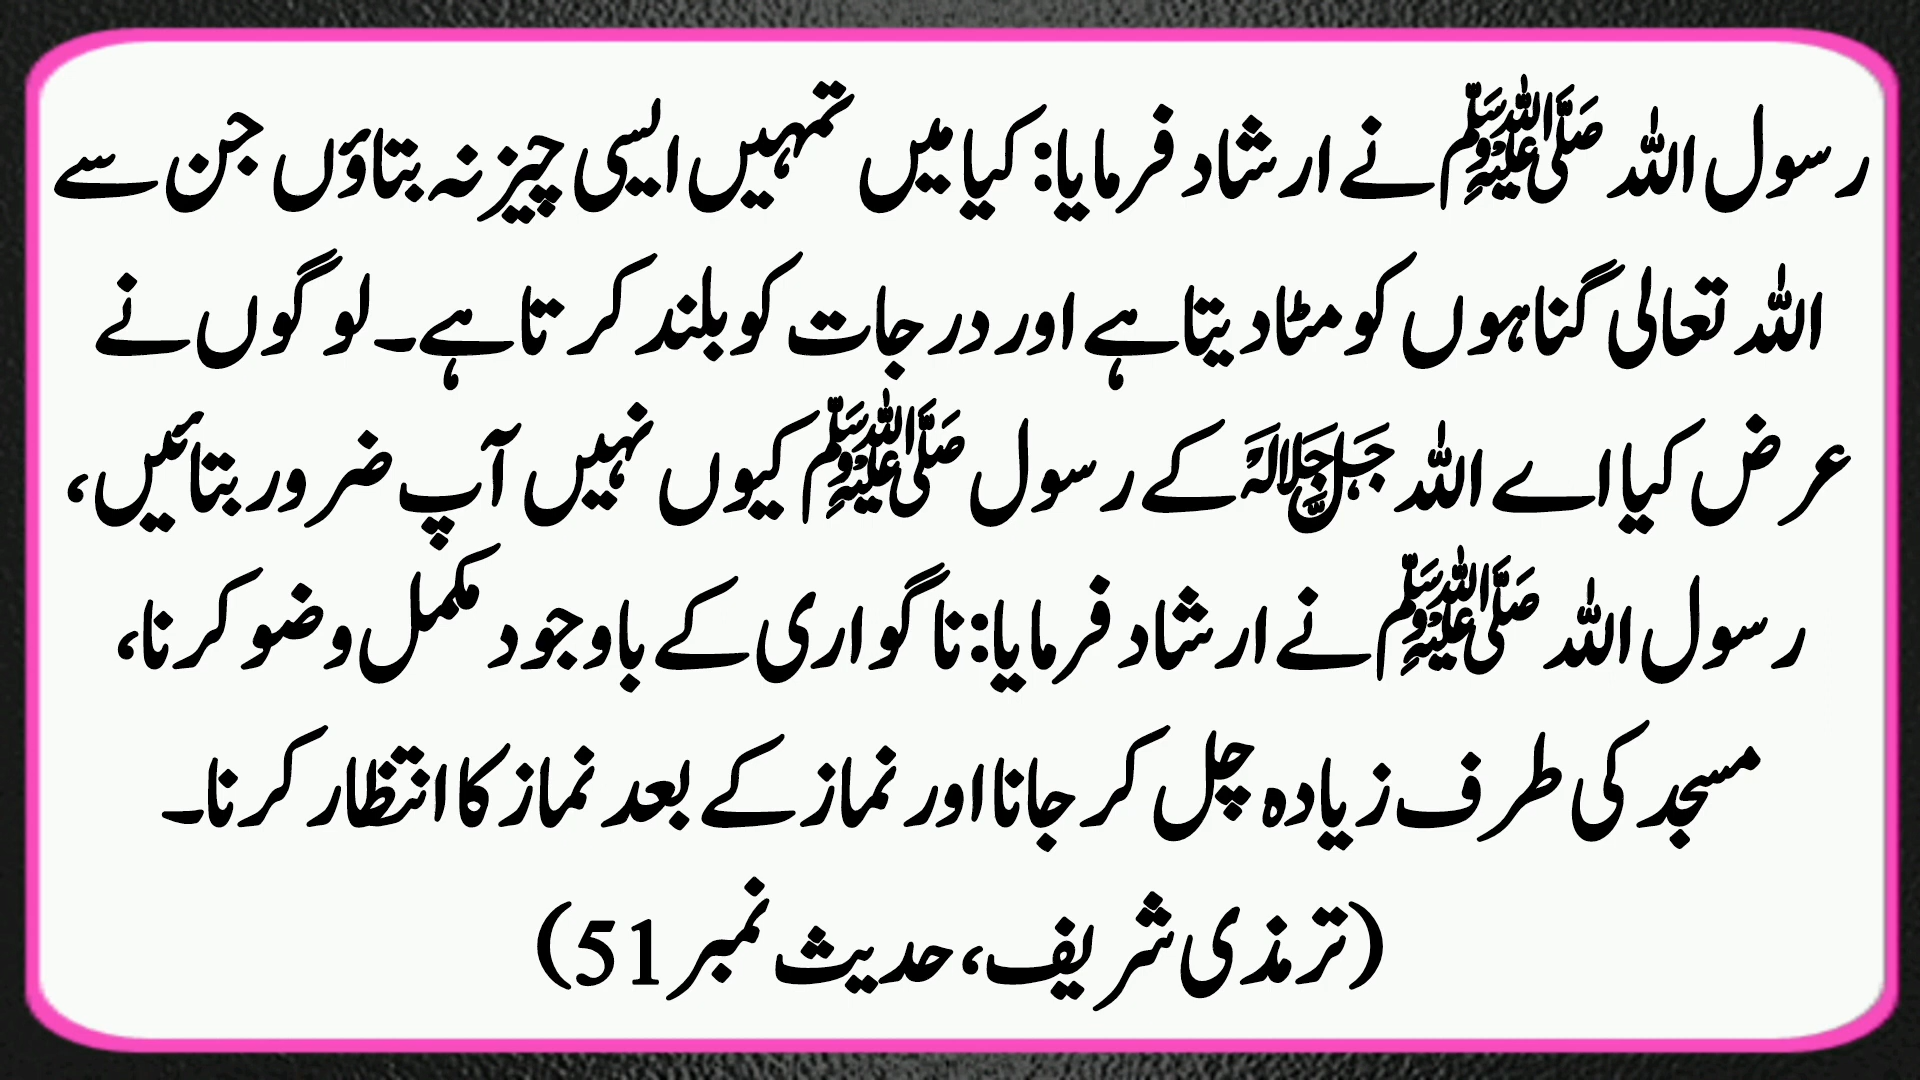 رسول اللہ ﷺ نے ارشاد فرمایا: کیا میں تمہیں ایسی چیز نہ بتاؤں جن سے
اللہ تعالی گناہوں کو مٹا دیتا ہے اور درجات کو بلند کرتا ہے۔ لوگوں نے
عرض کیا اے اللہ ﷻ کے رسول ﷺ کیوں نہیں آپ ضرور بتائیں،
رسول اللہ ﷺ نے ارشاد فرمایا: ناگواری کے باوجود مکمل وضو کرنا،
مسجد کی طرف زیادہ چل کر جانا اور نماز کے بعد نماز کا انتظار کرنا۔
(ترمذی شریف، حدیث نمبر 51)